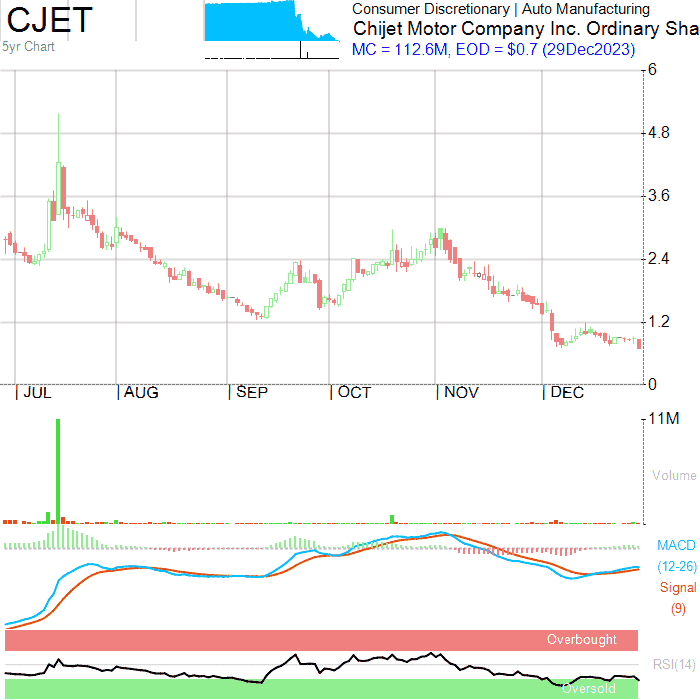 CJET
5yr Chart
Consumer Discretionary | Auto Manufacturing
Chijet Motor Company Inc. Ordinary Sha
MC = 112.6M, EOD = $0.7 (29Dec2023)
6
4.8
3.6
2.4
1.2
0
| JUL | AUG | SEP | OCT | NOV | DEC
11M
Volume
MACD
(12-26)
Signal
(9)
Overbought
RSI(14)
Oversold